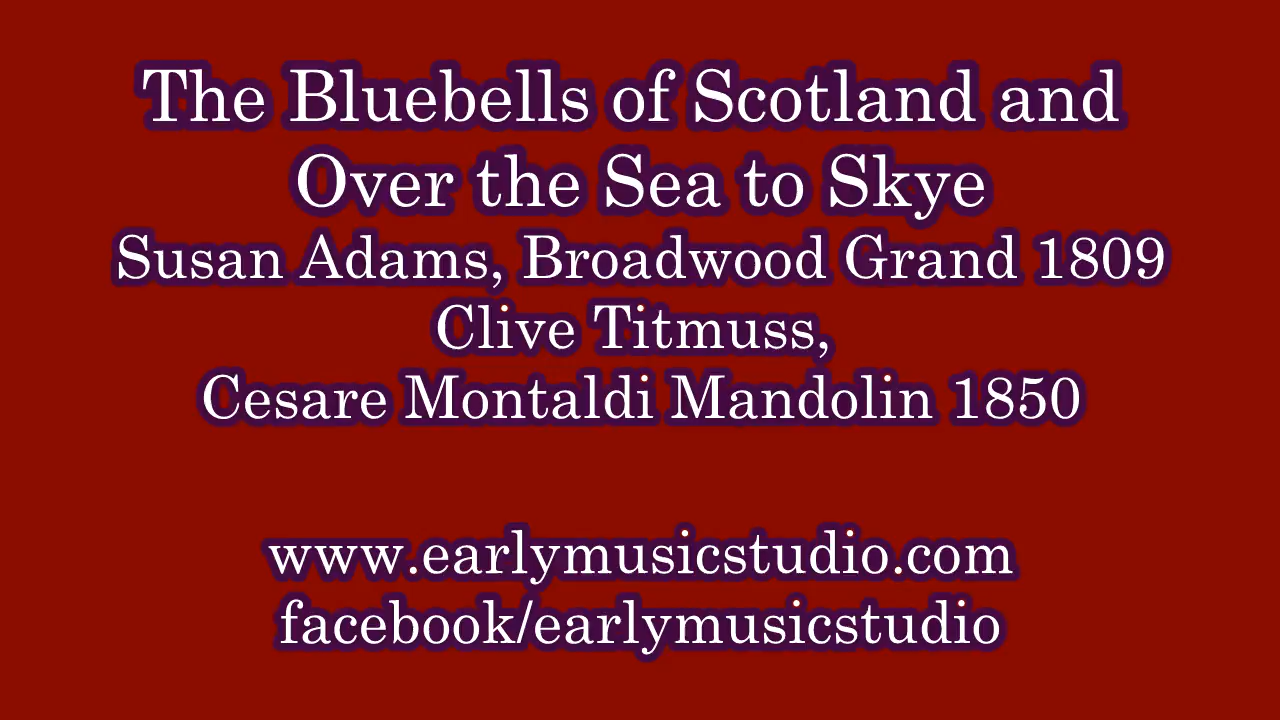 The Bluebells of Scotland and
Over the Sea to Skye
Susan Adams, Broadwood Grand 1809
Clive Titmuss,
Cesare Montaldi Mandolin 1850
www.earlymusicstudio.com
facebook/earlymusicstudio